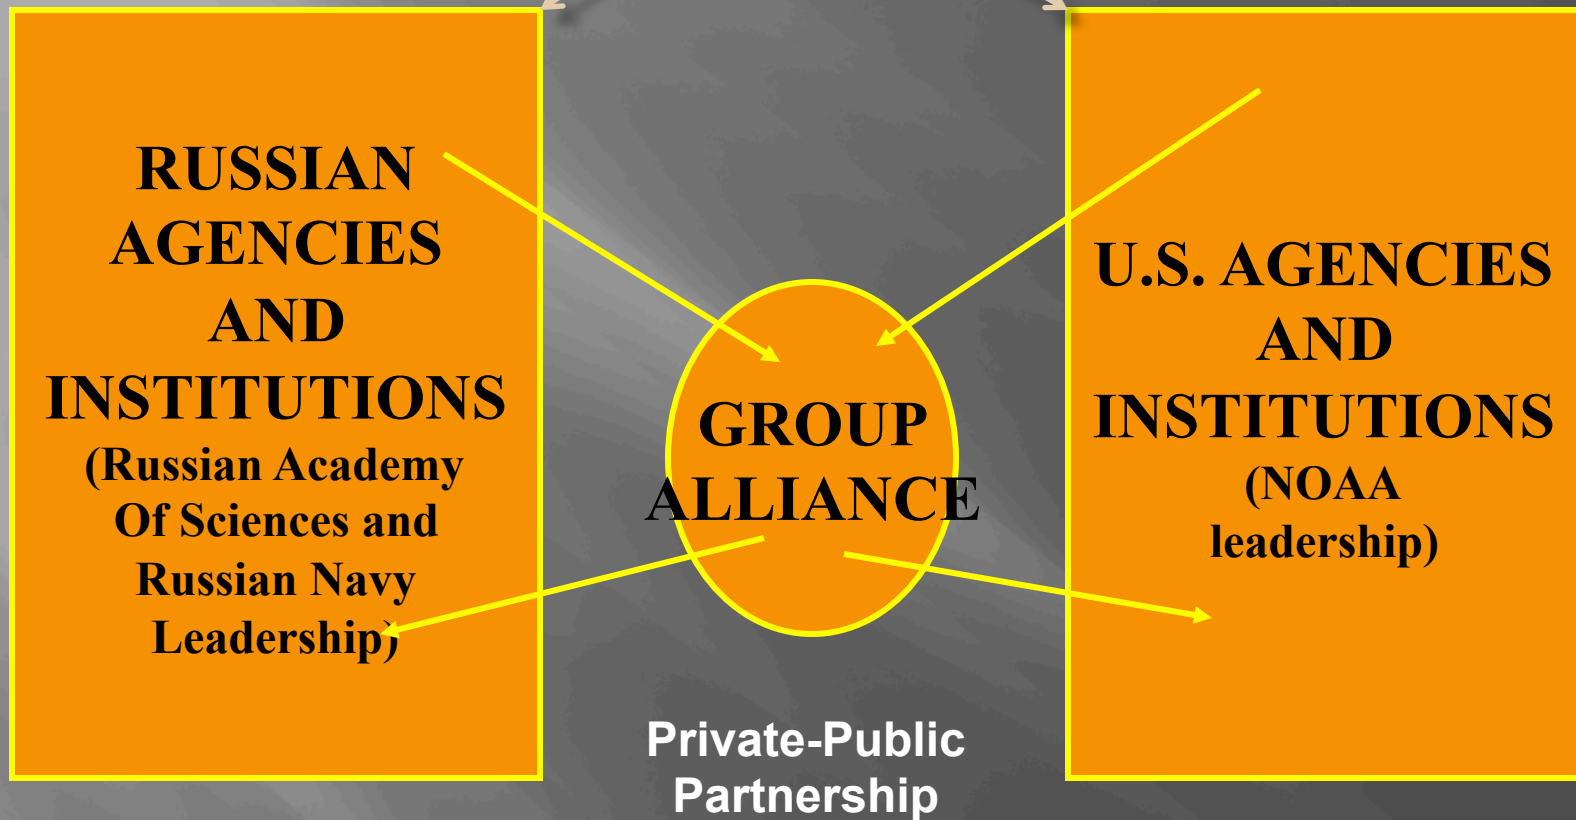 RUSSIAN
AGENCIES
AND
INSTITUTIONS
(Russian Academy
Of Sciences and
Russian Navy
Leadership)
GROUP
ALLIANCE
U.S. AGENCIES
AND
INSTITUTIONS
(NOAA
leadership)
Private-Public
Partnership